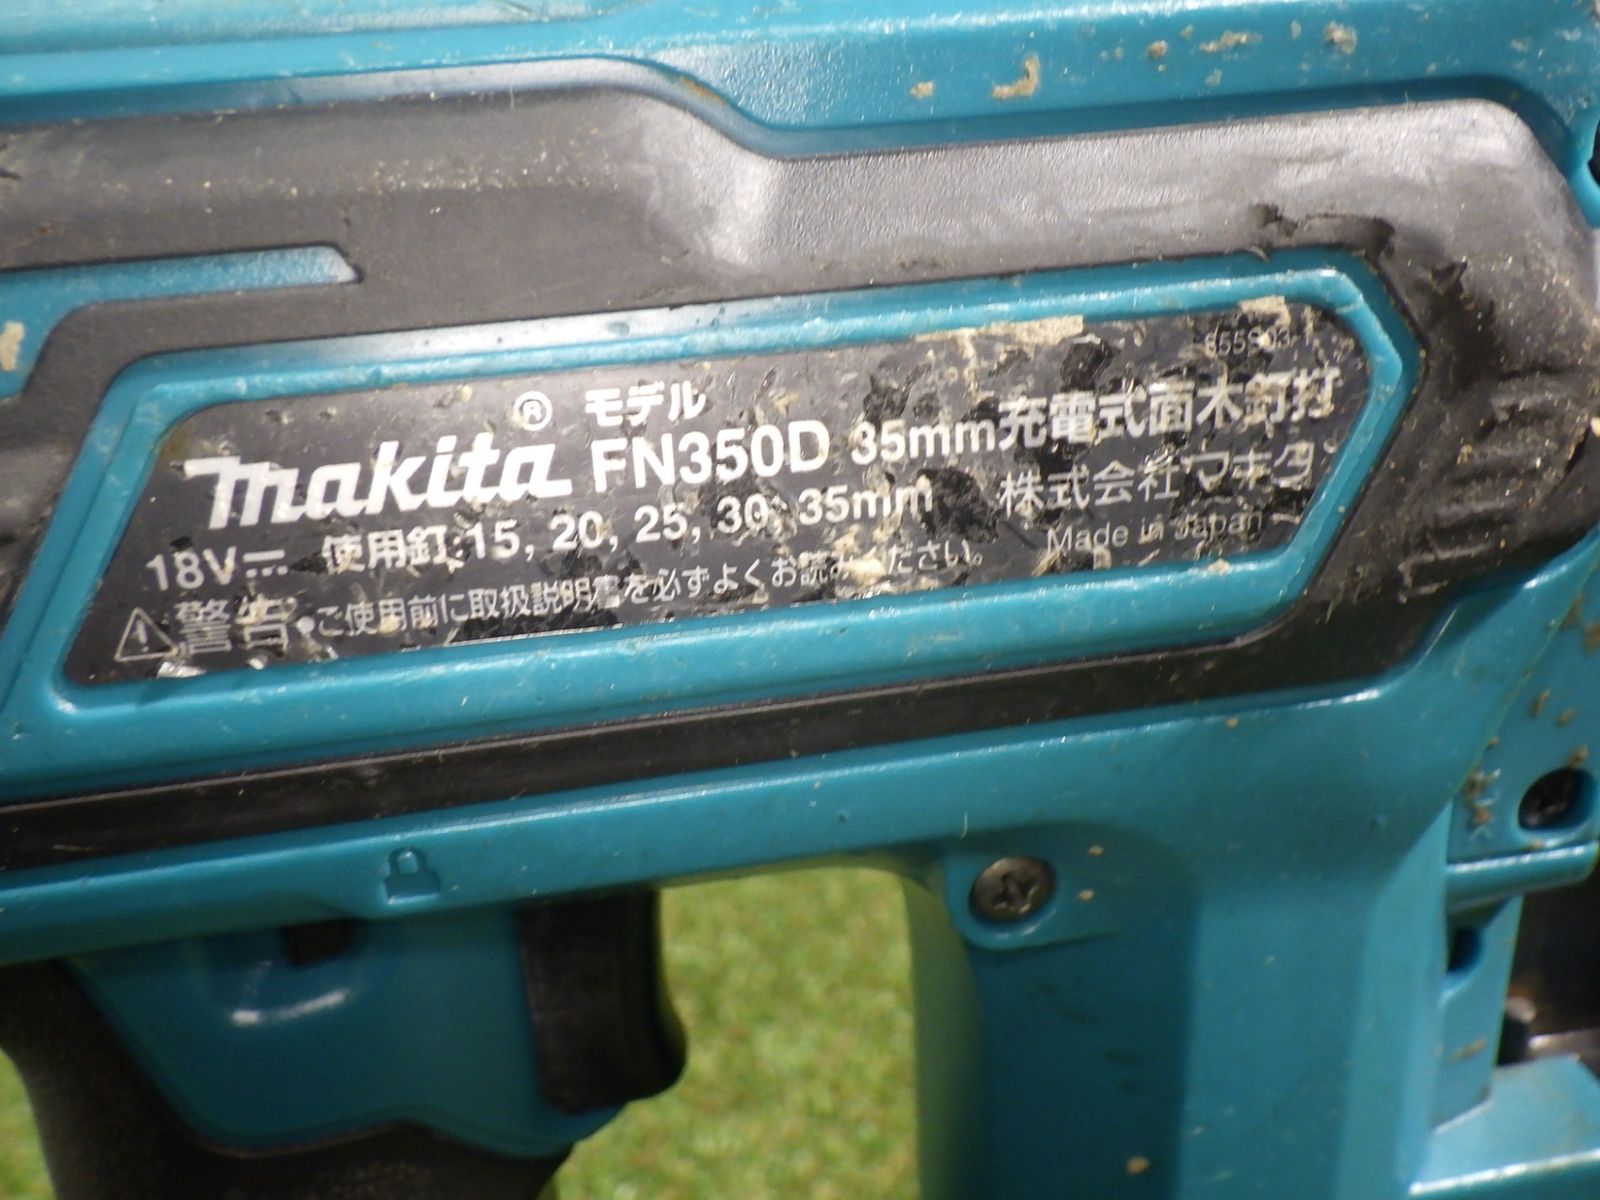 モデル
makita® FN350D 35mm充電式面木釘打
18V 使用釘:15, 20, 25, 30, 35mm 株式会社マキタ
Made in Japan
警告・ご使用前に取扱説明書を必ずよくお読みください。